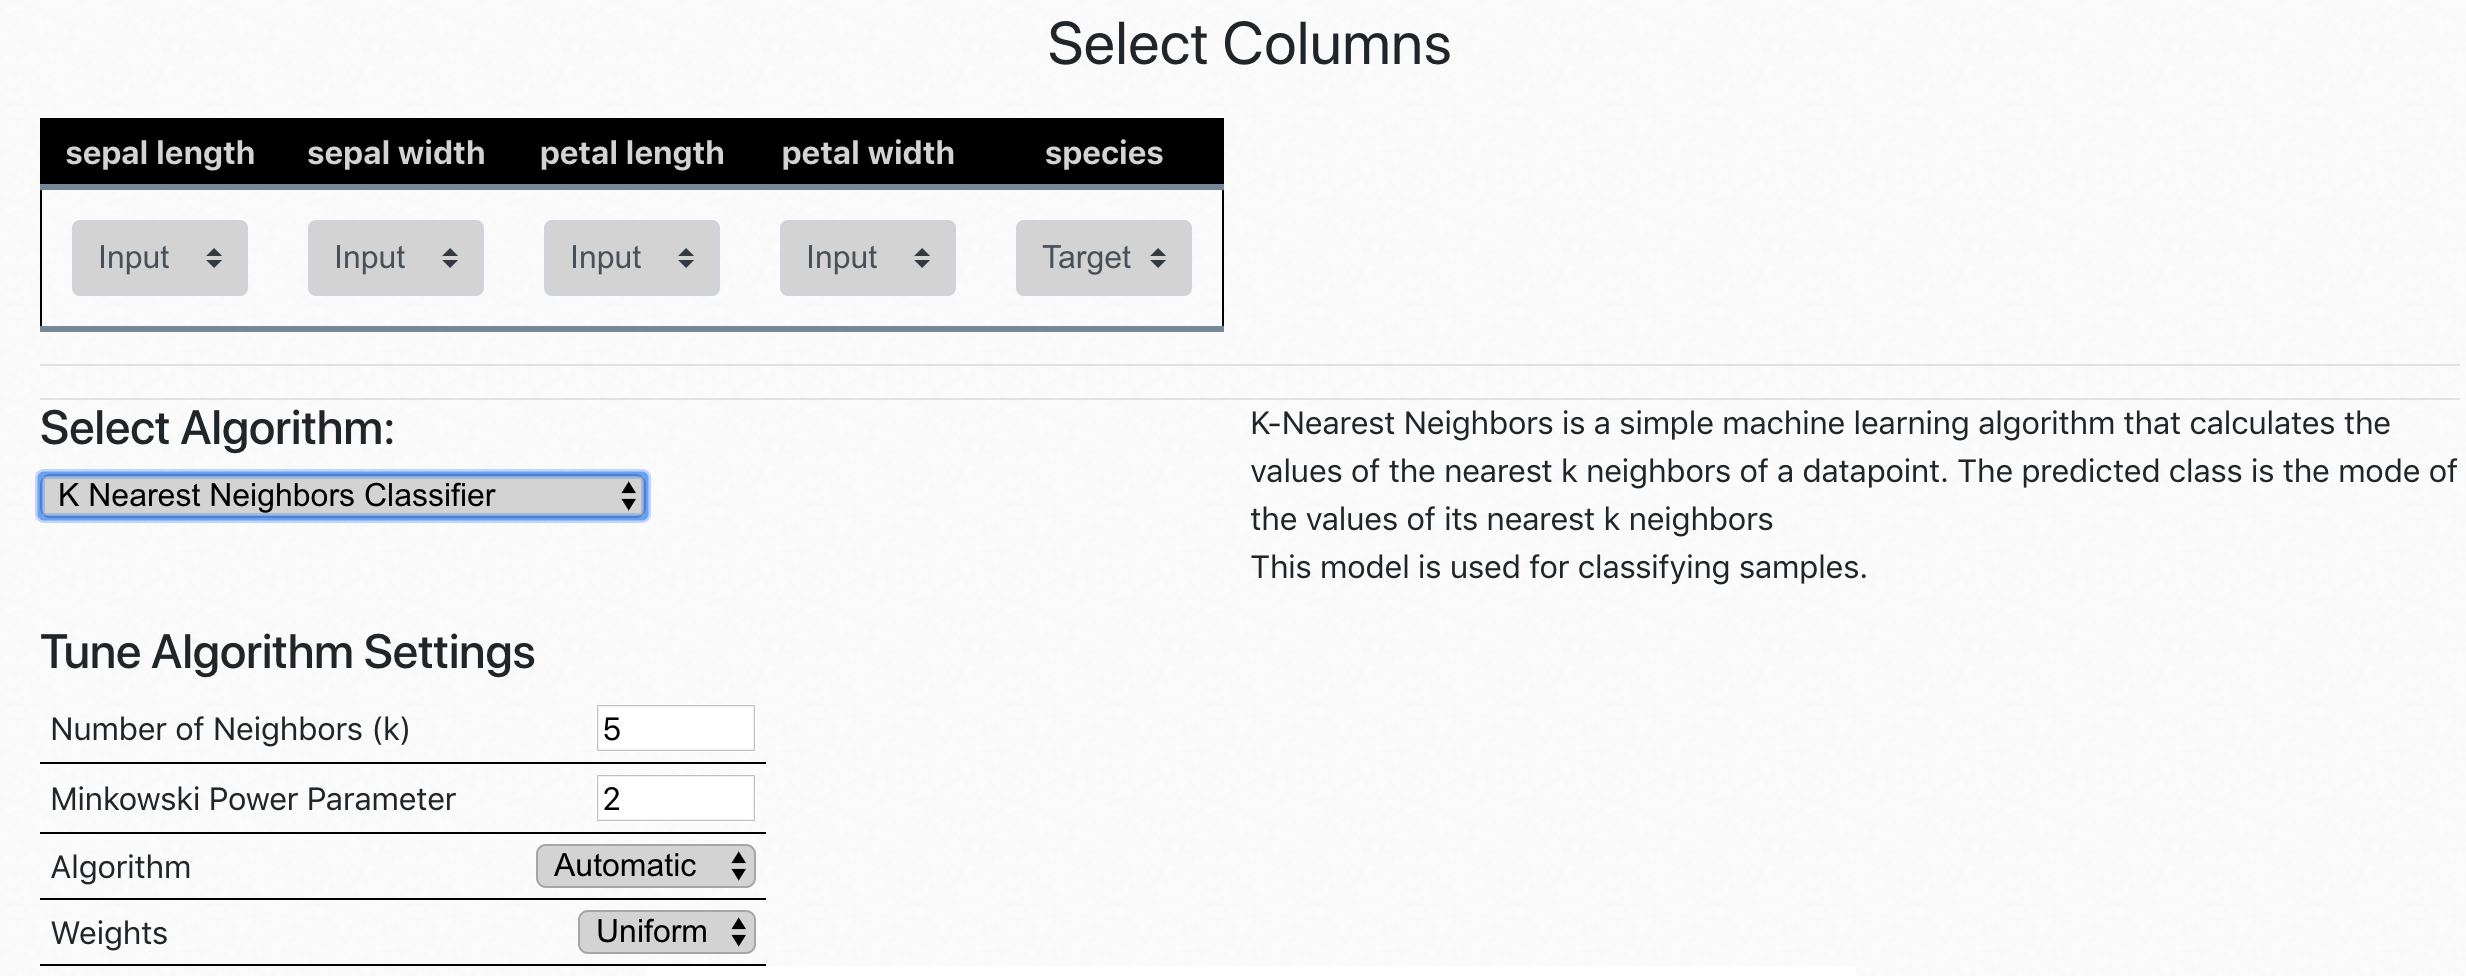 Select Columns
sepal length sepal width petal length petal width species
Input Input Input Input Target
Select Algorithm:
K Nearest Neighbors Classifier
K-Nearest Neighbors is a simple machine learning algorithm that calculates the
values of the nearest k neighbors of a datapoint. The predicted class is the mode of
the values of its nearest k neighbors
This model is used for classifying samples.
Tune Algorithm Settings
Number of Neighbors (k) 5
Minkowski Power Parameter 2
Algorithm Automatic
Weights Uniform